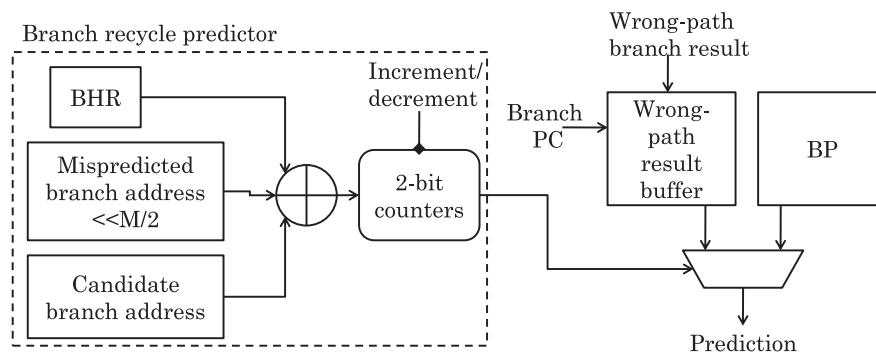 Branch recycle predictor
BHR
Mispredicted
branch address
<<M/2
Candidate
branch address
Increment/
decrement
2-bit
counters
Wrong-path
branch result
Branch
PC
Wrong-
path
result
buffer
BP
Prediction